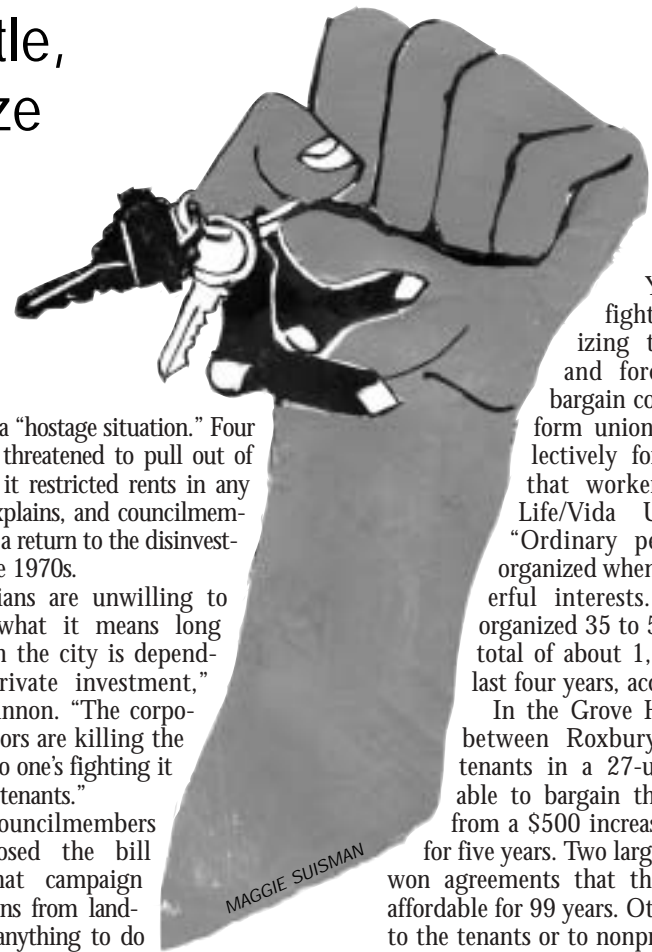 tle,
ze
a “hostage situation.” Four
threatened to pull out of
it restricted rents in any
xplains, and councilmem-
a return to the disinvest-
e 1970s.
ians are unwilling to
what it means long
n the city is depend-
rivate investment,”
nnon. “The corpo-
ors are killing the
o one's fighting it
tenants.”
ouncilmembers
osed the bill
hat campaign
ns from land-
anything to do
MAGGIE SUISMAN
Y
fight
izing t
and forc
bargain co
form union
lectively fo
that worke
Life/Vida U
“Ordinary pe
organized when
erful interests.
organized 35 to 5
total of about 1,
last four years, acc
In the Grove H
between Roxbury
tenants in a 27-u
able to bargain th
from a $500 increas
for five years. Two larg
won agreements that th
affordable for 99 years. Ot
to the tenants or to nonpr